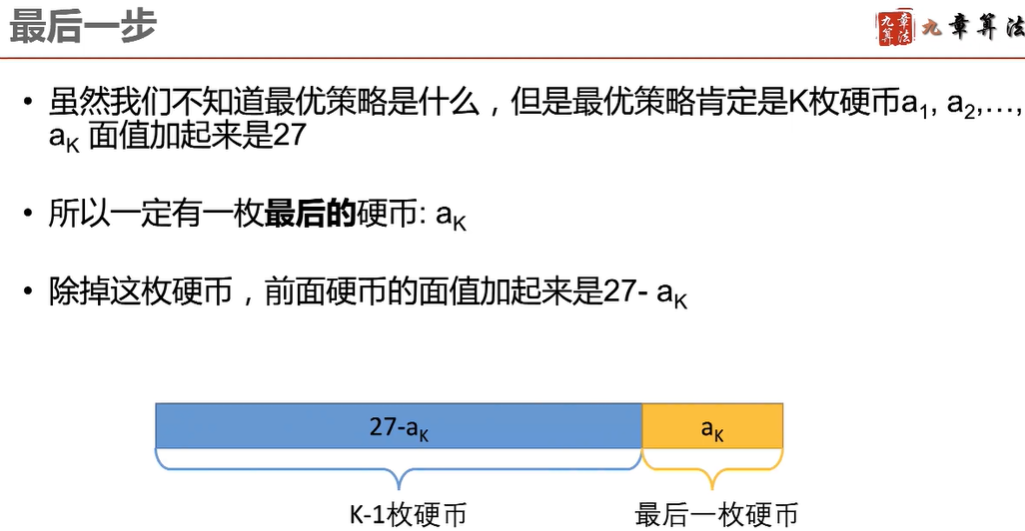 最后一步
九章算法
九章算法
• 虽然我们不知道最优策略是什么，但是最优策略肯定是K枚硬币a₁, a₂,…,
aK 面值加起来是27
• 所以一定有一枚最后的硬币: aK
• 除掉这枚硬币，前面硬币的面值加起来是27- aK
27-aK
aK
K-1枚硬币
最后一枚硬币